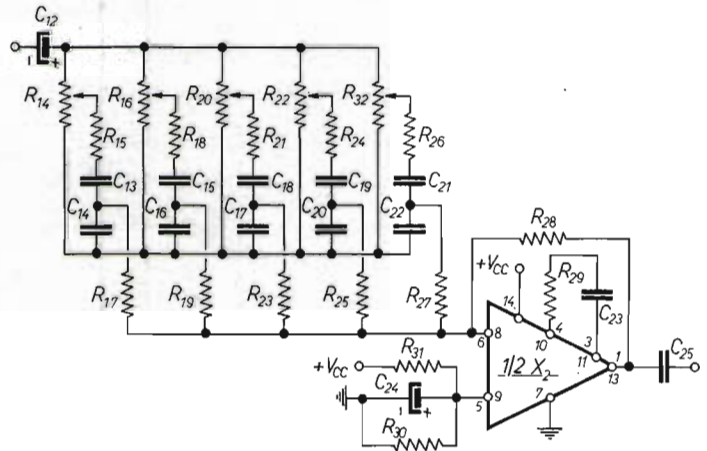 C12
R14 R16 R20 R22 R32
R15 R18 R21 R24 R26
C13 C15 C18 C19 C21
C14 C16 C17 C20 C22
R17 R19 R23 R25 R27
R28
+VCC
R29
C23
14
4
10
3
11
1
13
C25
8
6
1/2 X2
9
5
7
R31
+VCC
C24
R30